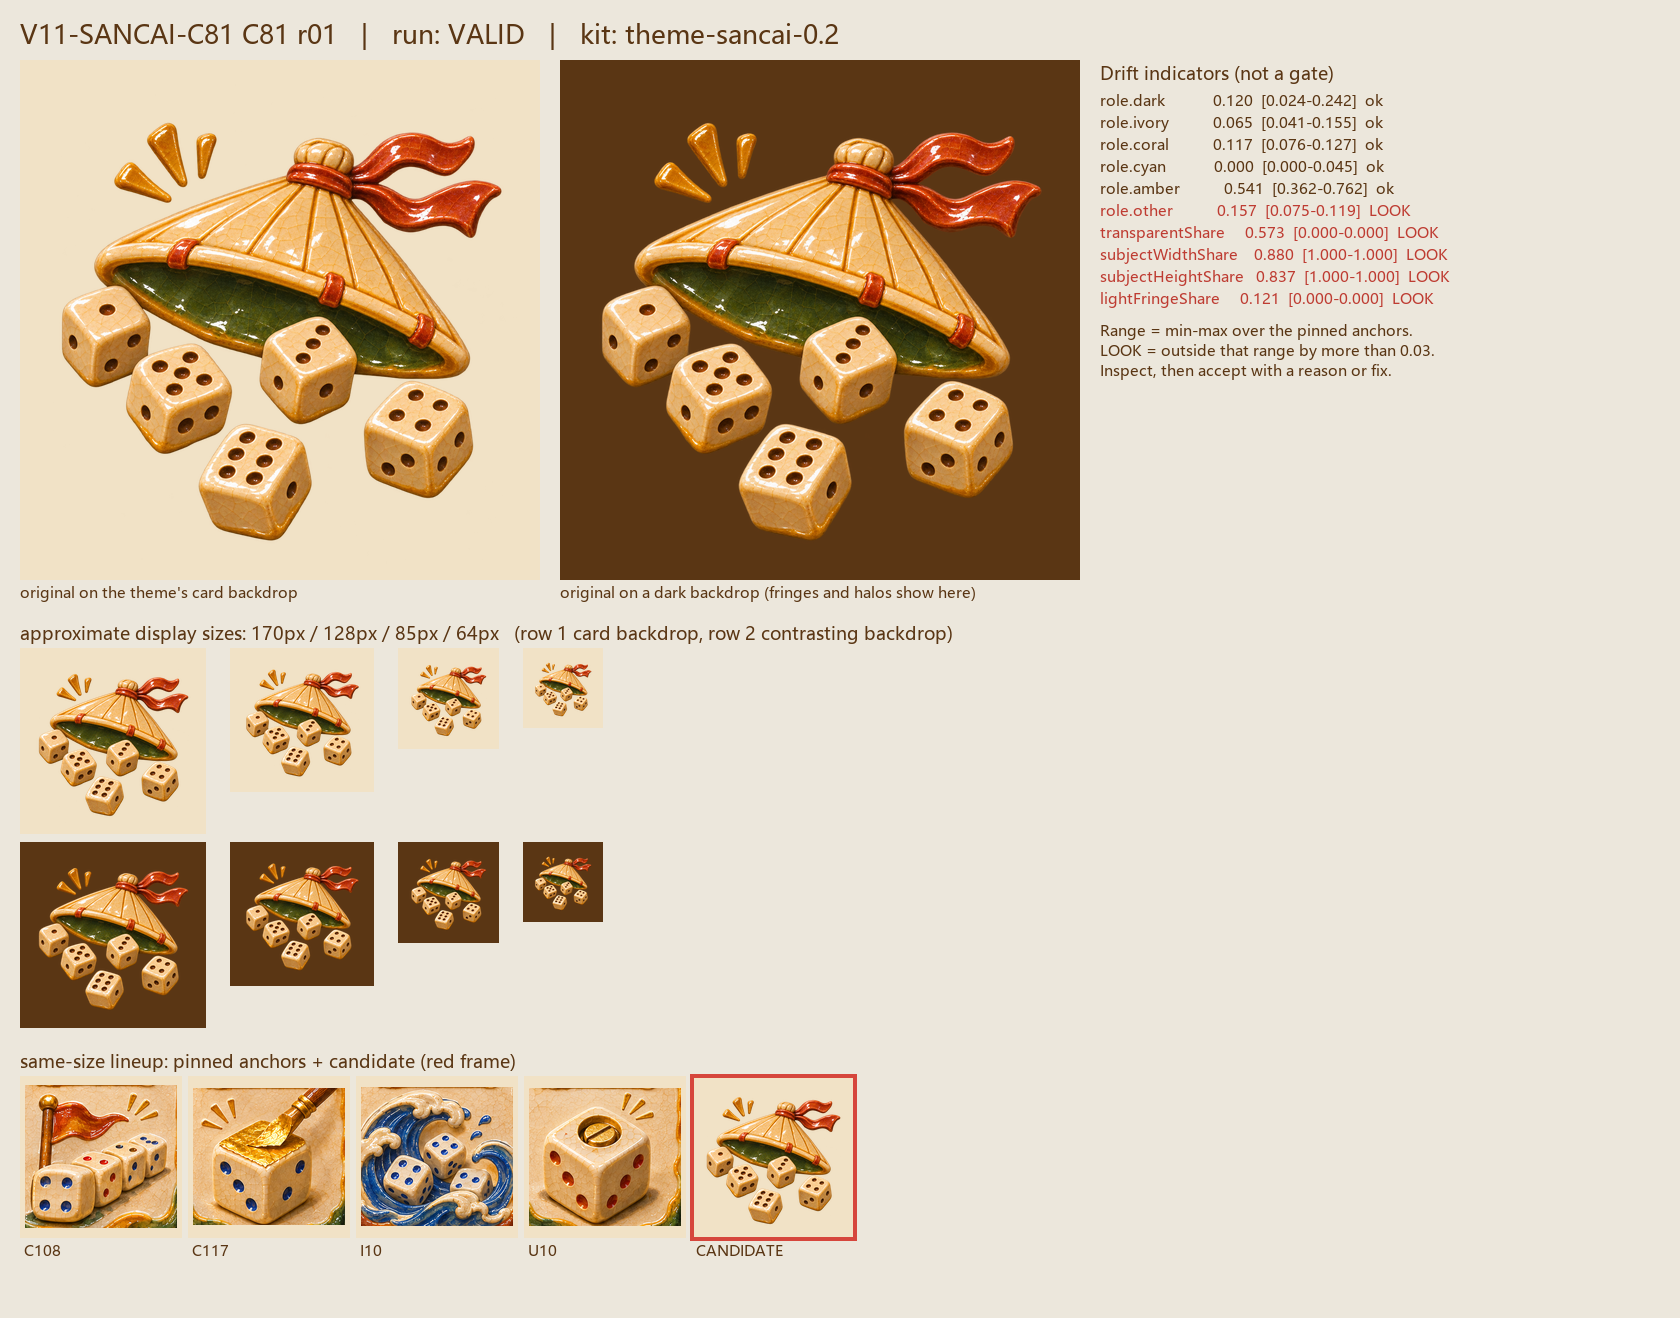 V11-SANCAI-C81 C81 r01 | run: VALID | kit: theme-sancai-0.2
Drift indicators (not a gate)
role.dark 0.120 [0.024-0.242] ok
role.ivory 0.065 [0.041-0.155] ok
role.coral 0.117 [0.076-0.127] ok
role.cyan 0.000 [0.000-0.045] ok
role.amber 0.541 [0.362-0.762] ok
role.other 0.157 [0.075-0.119] LOOK
transparentShare 0.573 [0.000-0.000] LOOK
subjectWidthShare 0.880 [1.000-1.000] LOOK
subjectHeightShare 0.837 [1.000-1.000] LOOK
lightFringeShare 0.121 [0.000-0.000] LOOK
Range = min-max over the pinned anchors.
LOOK = outside that range by more than 0.03.
Inspect, then accept with a reason or fix.
original on the theme's card backdrop
original on a dark backdrop (fringes and halos show here)
approximate display sizes: 170px / 128px / 85px / 64px (row 1 card backdrop, row 2 contrasting backdrop)
same-size lineup: pinned anchors + candidate (red frame)
C108
C117
I10
U10
CANDIDATE